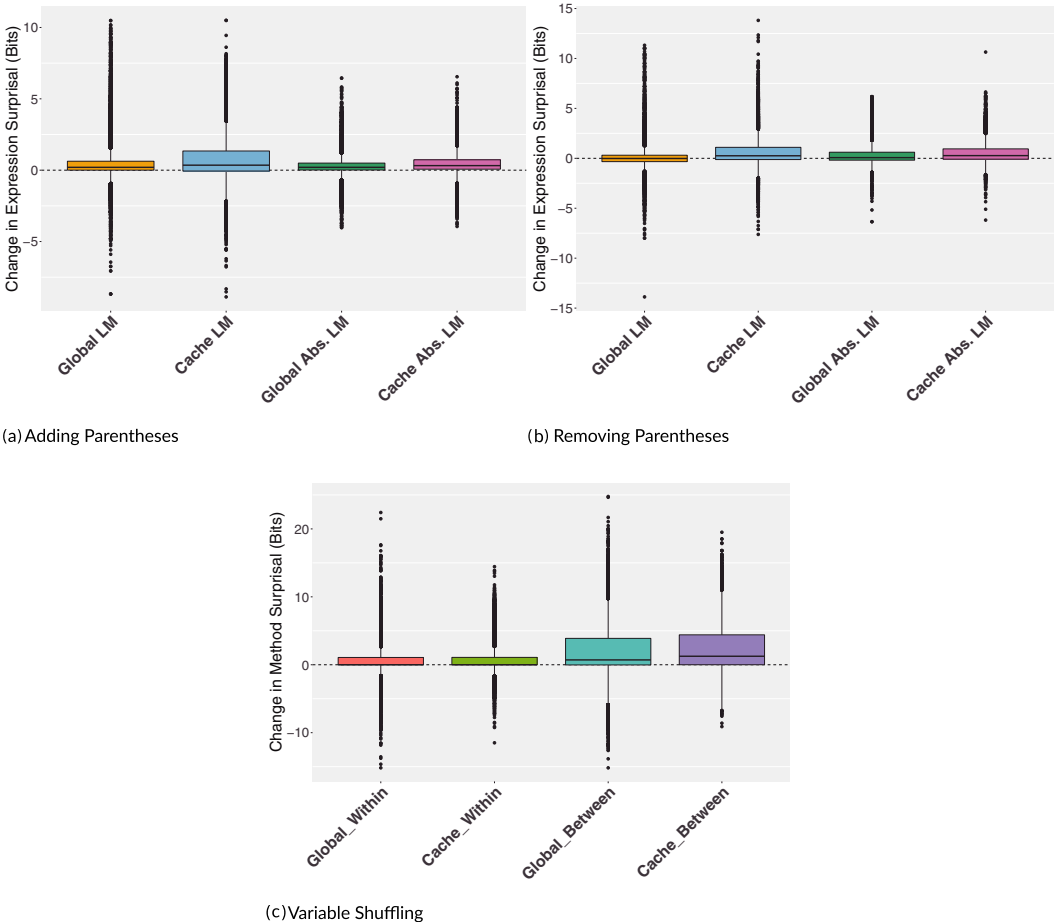 Change in Expression Surprisal (Bits)
10
5
0
−5
Global LM
Cache LM
Global Abs. LM
Cache Abs. LM
(a) Adding Parentheses
Change in Expression Surprisal (Bits)
15
10
5
0
−5
−10
−15
Global LM
Cache LM
Global Abs. LM
Cache Abs. LM
(b) Removing Parentheses
Change in Method Surprisal (Bits)
20
10
0
−10
Global_Within
Cache_Within
Global_Between
Cache_Between
(c) Variable Shuffling